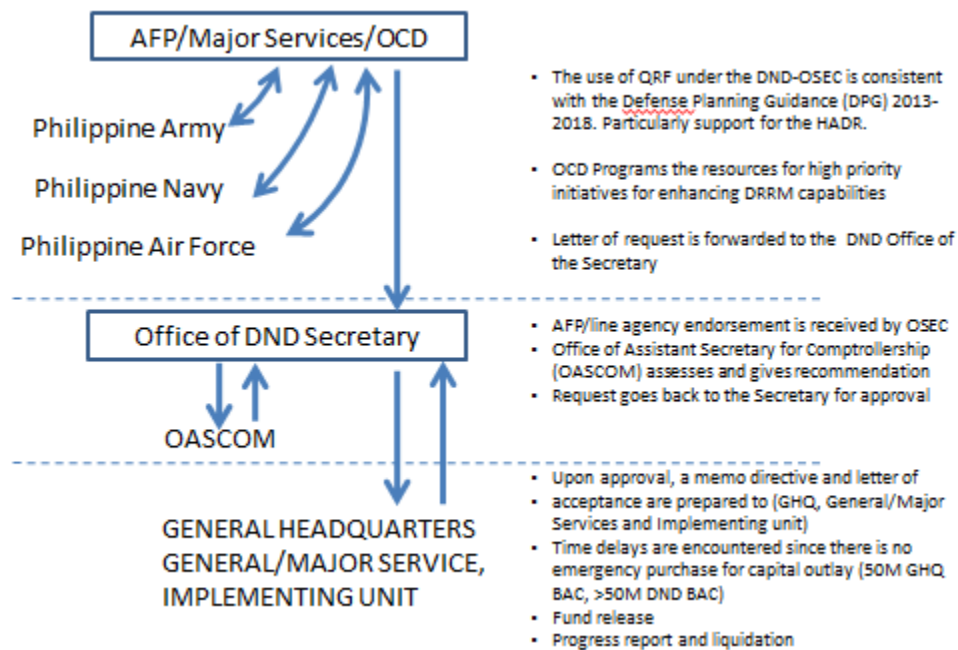 AFP/Major Services/OCD
Philippine Army
Philippine Navy
Philippine Air Force
▪ The use of QRF under the DND-OSEC is consistent
with the Defense Planning Guidance (DPG) 2013-
2018. Particularly support for the HADR.
▪ OCD Programs the resources for high priority
initiatives for enhancing DRRM capabilities
▪ Letter of request is forwarded to the DND Office of
the Secretary
Office of DND Secretary
OASCOM
▪ AFP/line agency endorsement is received by OSEC
▪ Office of Assistant Secretary for Comptrollership
(OASCOM) assesses and gives recommendation
▪ Request goes back to the Secretary for approval
GENERAL HEADQUARTERS
GENERAL/MAJOR SERVICE,
IMPLEMENTING UNIT
▪ Upon approval, a memo directive and letter of
▪ acceptance are prepared to (GHQ, General/Major
Services and Implementing unit)
▪ Time delays are encountered since there is no
emergency purchase for capital outlay (50M GHQ
BAC, >50M DND BAC)
▪ Fund release
▪ Progress report and liquidation